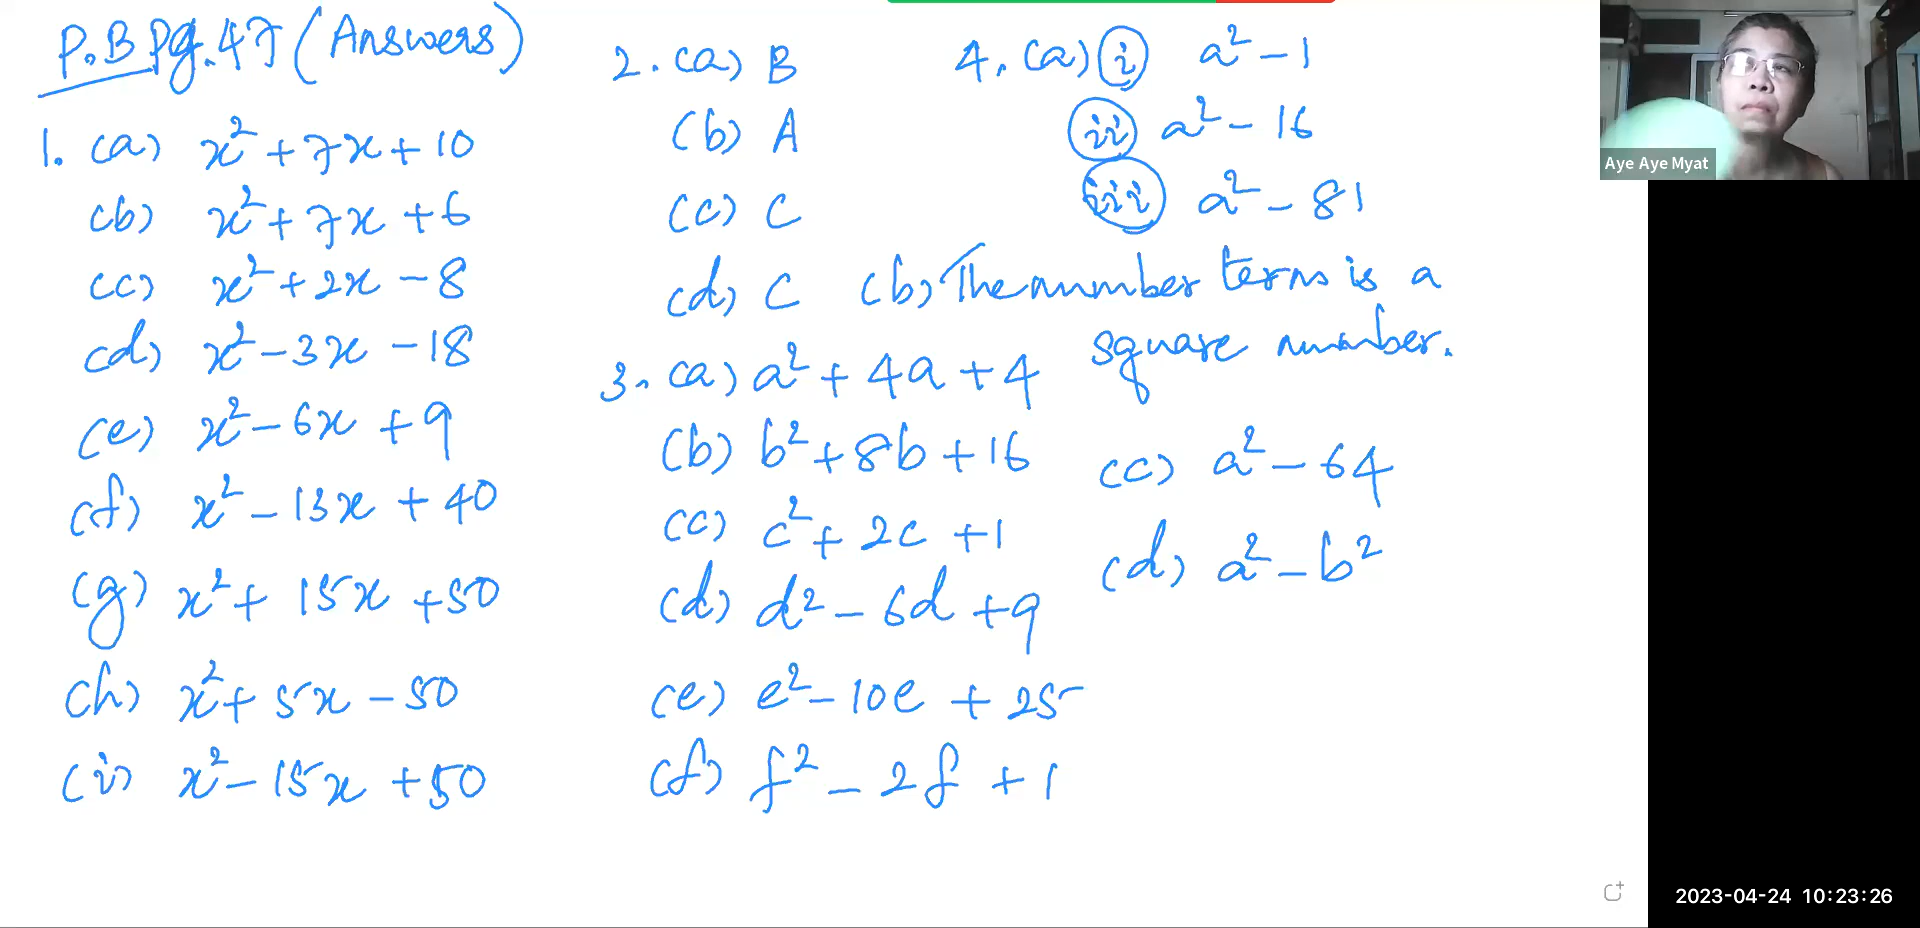 P.B Pg.47 (Answers)
1. (a) x² + 7x + 10
(b) x² + 7x + 6
(c) x² + 2x - 8
(d) x² - 3x - 18
(e) x² - 6x + 9
(f) x² - 13x + 40
(g) x² + 15x + 50
(h) x² + 5x - 50
(i) x² - 15x + 50
2. (a) B
(b) A
(c) C
(d) C
3. (a) a² + 4a + 4
(b) b² + 8b + 16
(c) c² + 2c + 1
(d) d² - 6d + 9
(e) e² - 10e + 25
(f) f² - 2f + 1
4. (a) i a² - 1
ii a² - 16
iii a² - 81
(b) The number terms is a
square number.
(c) a² - 64
(d) a² - b²
Aye Aye Myat
2023-04-24 10:23:26